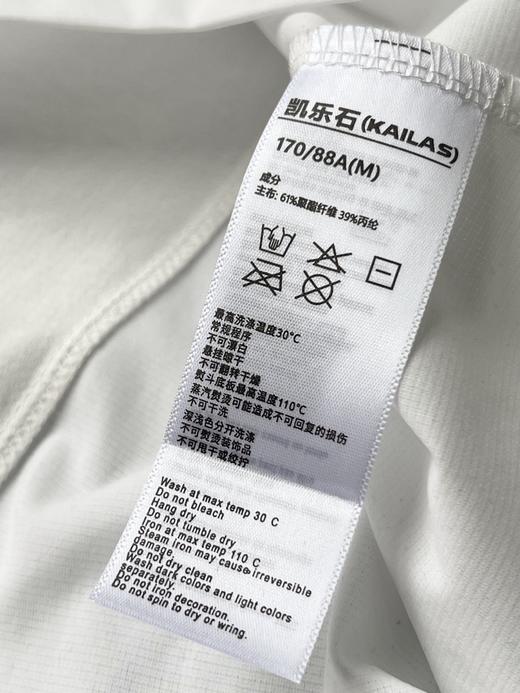 凯乐石(KAILAS)
170/88A(M)
成分
主布: 61%聚酯纤维 39%丙纶
最高洗涤温度30℃
常规程序
不可漂白
悬挂晾干
不可翻转干燥
熨斗底板最高温度110℃
蒸汽熨烫可能造成不可回复的损伤
不可干洗
深浅色分开洗涤
不可熨烫装饰品
不可甩干或绞拧
Wash at max temp 30 C
Do not bleach
Hang dry
Do not tumble dry
Iron at max temp 110 C
Steam iron may cause irreversible
damage.
Do not dry clean
Wash dark colors and light colors
separately.
Do not iron decoration.
Do not spin to dry or wring.